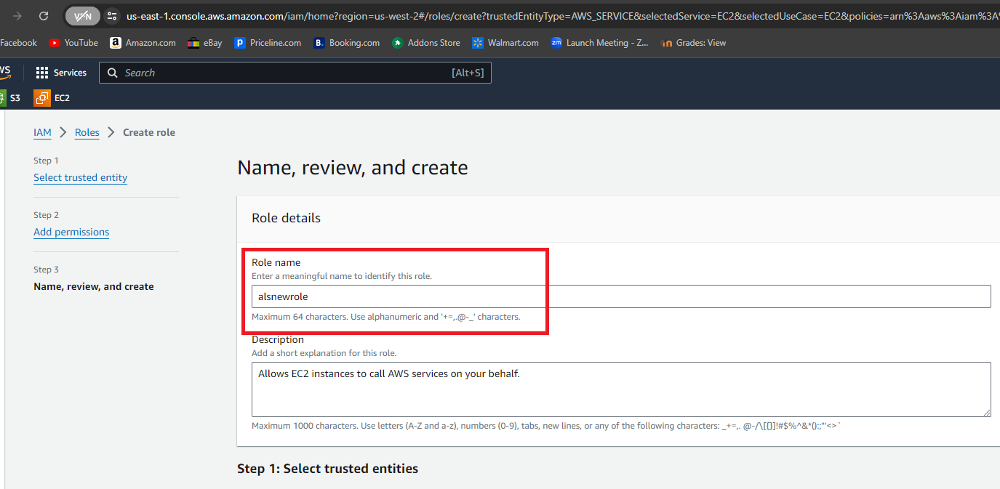 VPN us-east-1.console.aws.amazon.com/iam/home?region=us-west-2#/roles/create?trustedEntityType=AWS_SERVICE&selectedService=EC2&selectedUseCase=EC2&policies=arn%3Aaws%3Aiam%3A
Facebook YouTube Amazon.com eBay Priceline.com Booking.com Addons Store Walmart.com Launch Meeting - Z... Grades: View
Services Search [Alt+S]
S3 EC2
IAM Roles Create role
Step 1
Select trusted entity
Step 2
Add permissions
Step 3
Name, review, and create
Name, review, and create
Role details
Role name
Enter a meaningful name to identify this role.
alsnewrole
Maximum 64 characters. Use alphanumeric and '+=,.@-_' characters.
Description
Add a short explanation for this role.
Allows EC2 instances to call AWS services on your behalf.
Maximum 1000 characters. Use letters (A-Z and a-z), numbers (0-9), tabs, new lines, or any of the following characters: _+=,. @-/\[{}]!#$%^&*();:"'<>`
Step 1: Select trusted entities